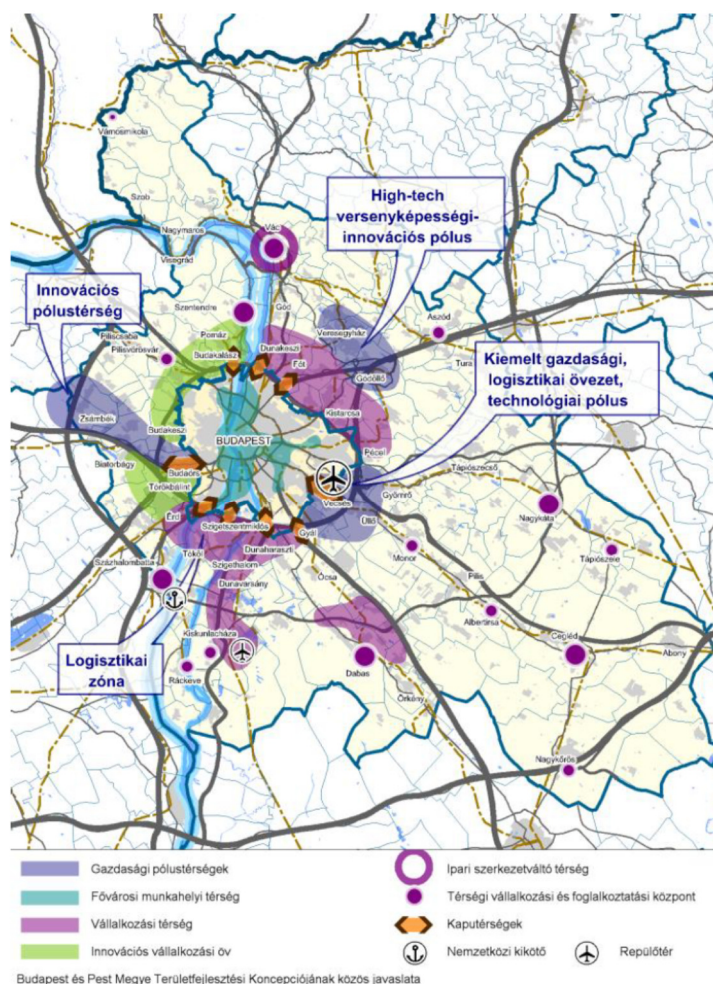 Városmikola
Szob
Nagymaros
Vác
Visegrád
High-tech
versenyképességi-
innovációs pólus
Innovációs
pólustérség
Szentendre
Göd
Aszód
Veresegyház
Pomáz
Piliscsaba
Pilisvörösvár
Budakalász
Dunakeszi
Fót
Tura
Gödöllő
Kiemelt gazdasági,
logisztikai övezet,
technológiai pólus
Kistarcsa
Zsámbék
Budakeszi
BUDAPEST
Pécel
Biatorbágy
Budaörs
Tápiószecső
Törökbálint
Gyömrő
Vecsés
Nagykáta
Érd
Szigetszentmiklós
Üllő
Gyál
Tököl
Dunaharaszti
Monor
Tápiószele
Százhalombatta
Szigethalom
Ócsa
Pilis
Dunavarsány
Albertirsa
Kiskunlacháza
Cegléd
Abony
Logisztikai
zóna
Ráckeve
Dabas
Örkény
Nagykőrös
Gazdasági pólustérségek
Fővárosi munkahelyi térség
Vállalkozási térség
Innovációs vállalkozási öv
Ipari szerkezetváltó térség
Térségi vállalkozási és foglalkoztatási központ
Kaputérségek
Nemzetközi kikötő
Repülőtér
Budapest és Pest Megye Területfejlesztési Koncepciójának közös javaslata